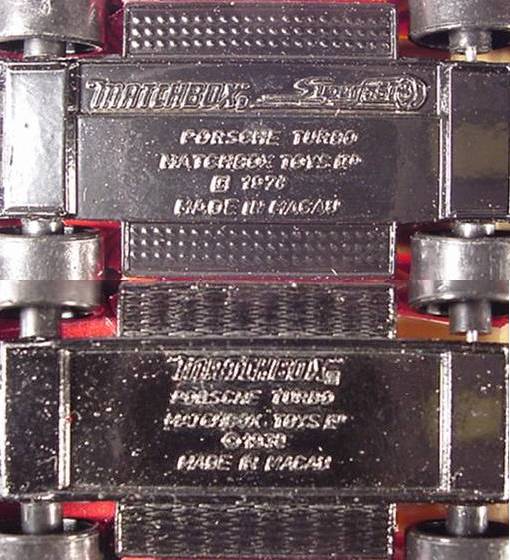 MATCHBOX Superfast
PORSCHE TURBO
MATCHBOX TOYS LTD
© 1978
MADE IN MACAU
MATCHBOX
PORSCHE TURBO
MATCHBOX TOYS LTD
MADE IN MACAU